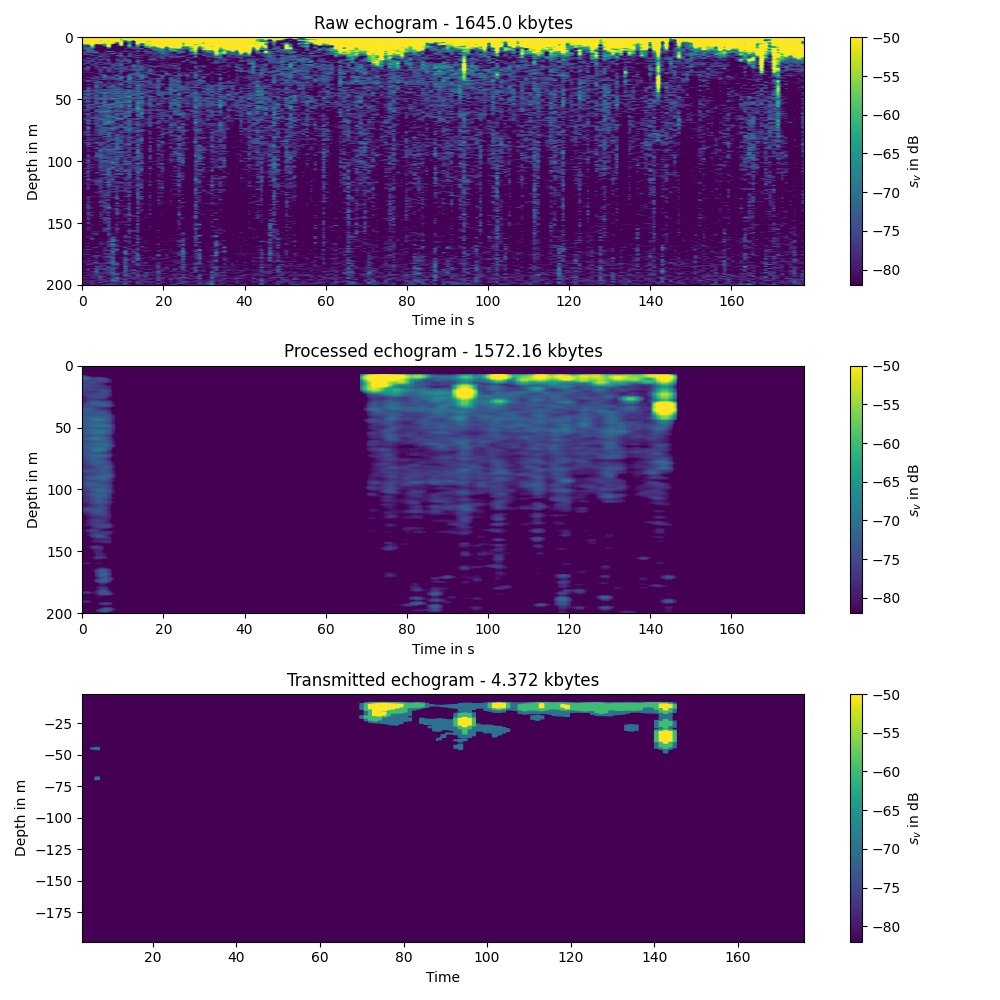 Raw echogram - 1645.0 kbytes
0
50
100
150
200
Depth in m
0 20 40 60 80 100 120 140 160
Time in s
−50
−55
−60
−65
−70
−75
−80
s_v in dB
Processed echogram - 1572.16 kbytes
0
50
100
150
200
Depth in m
0 20 40 60 80 100 120 140 160
Time in s
−50
−55
−60
−65
−70
−75
−80
s_v in dB
Transmitted echogram - 4.372 kbytes
−25
−50
−75
−100
−125
−150
−175
Depth in m
20 40 60 80 100 120 140 160
Time
−50
−55
−60
−65
−70
−75
−80
s_v in dB